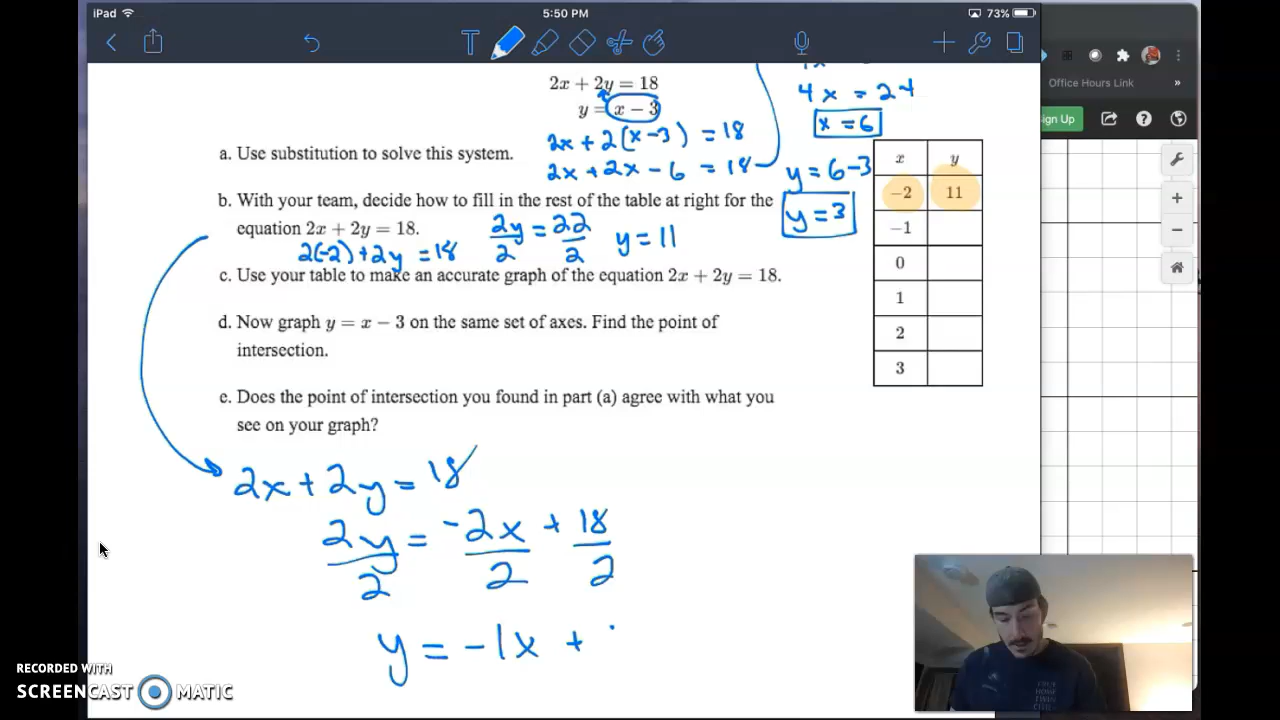 iPad 5:50 PM 73%
Office Hours Link »
ign Up
2x + 2y = 18
y = x − 3
2x + 2(x−3) = 18
2x + 2x − 6 = 18
4x = 24
x = 6
y = 6−3
y = 3
a. Use substitution to solve this system.
b. With your team, decide how to fill in the rest of the table at right for the
equation 2x + 2y = 18.
2(-2) + 2y = 18
2y/2 = 22/2 y = 11
c. Use your table to make an accurate graph of the equation 2x + 2y = 18.
d. Now graph y = x − 3 on the same set of axes. Find the point of
intersection.
e. Does the point of intersection you found in part (a) agree with what you
see on your graph?
x y
−2 11
−1
0
1
2
3
2x + 2y = 18
2y/2 = -2x/2 + 18/2
y = -1x +
RECORDED WITH
SCREENCAST MATIC